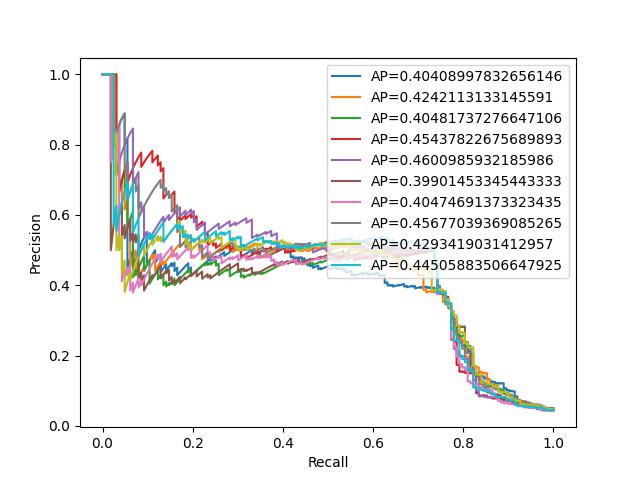 1.0
0.8
0.6
0.4
0.2
0.0
Precision
0.0 0.2 0.4 0.6 0.8 1.0
Recall
AP=0.40408997832656146
AP=0.4242113133145591
AP=0.40481737276647106
AP=0.45437822675689893
AP=0.4600985932185986
AP=0.39901453345443333
AP=0.40474691373323435
AP=0.45677039369085265
AP=0.4293419031412957
AP=0.44505883506647925